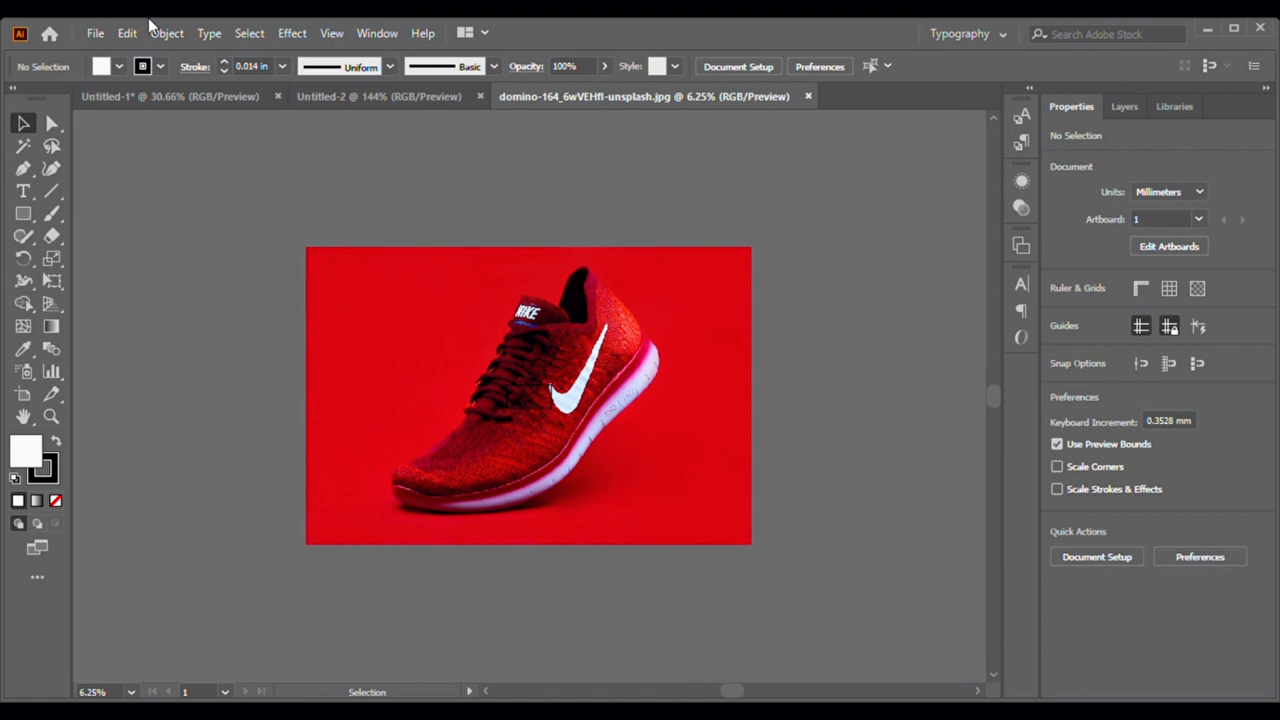 Ai File Edit Object Type Select Effect View Window Help Typography Search Adobe Stock
No Selection Stroke: 0.014 in Uniform Basic Opacity: 100% Style: Document Setup Preferences
Untitled-1* @ 30.66% (RGB/Preview) Untitled-2 @ 144% (RGB/Preview) domino-164_6wVEHfI-unsplash.jpg @ 6.25% (RGB/Preview)
Properties Layers Libraries
No Selection
Document
Units: Millimeters
Artboard: 1
Edit Artboards
Ruler & Grids
NIKE
Guides
Snap Options
Preferences
Keyboard Increment: 0.3528 mm
Use Preview Bounds
Scale Corners
Scale Strokes & Effects
Quick Actions
Document Setup Preferences
6.25% 1 Selection